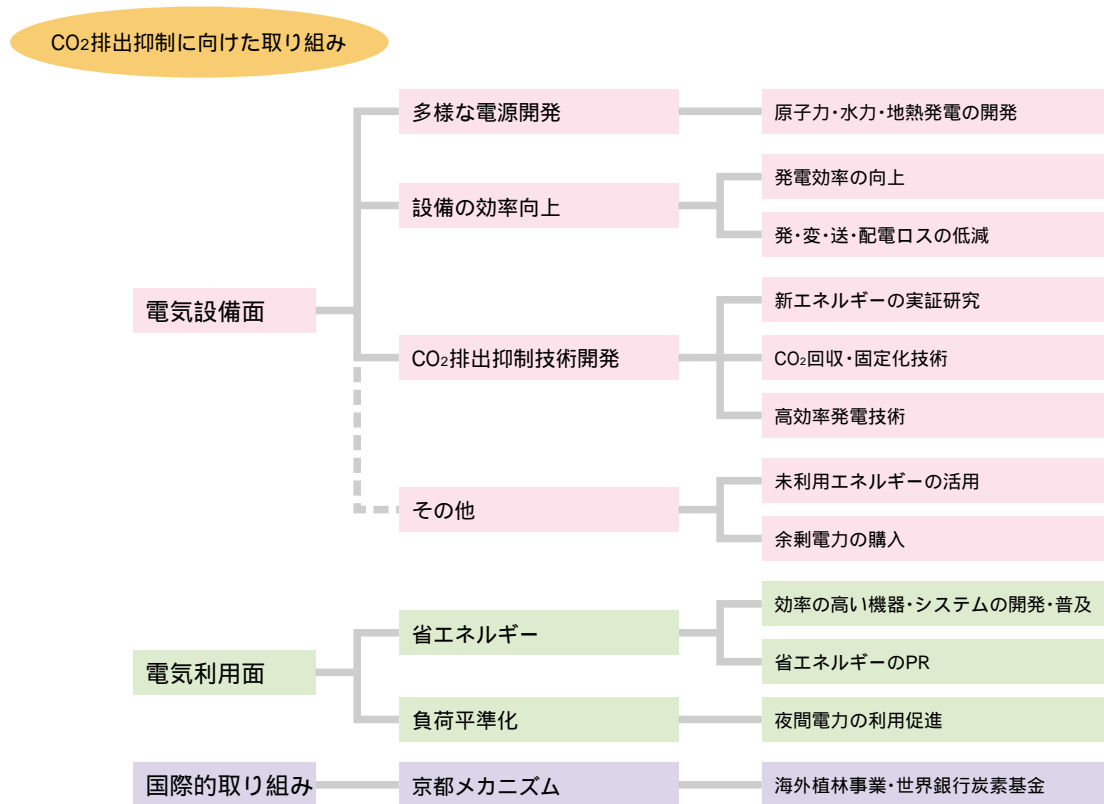 CO₂排出抑制に向けた取り組み
多様な電源開発
原子力・水力・地熱発電の開発
設備の効率向上
発電効率の向上
発・変・送・配電ロスの低減
電気設備面
CO₂排出抑制技術開発
新エネルギーの実証研究
CO₂回収・固定化技術
高効率発電技術
その他
未利用エネルギーの活用
余剰電力の購入
電気利用面
省エネルギー
効率の高い機器・システムの開発・普及
省エネルギーのPR
負荷平準化
夜間電力の利用促進
国際的取り組み
京都メカニズム
海外植林事業・世界銀行炭素基金